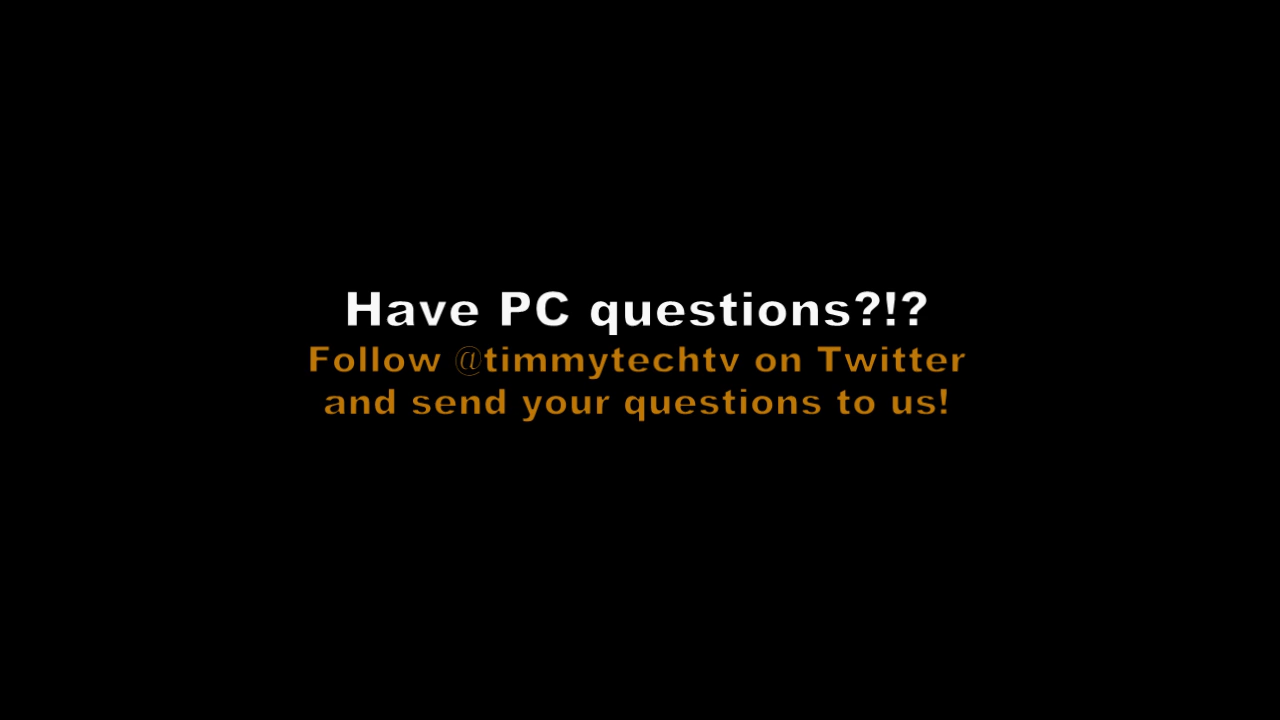 Have PC questions?!?
Follow @timmytechtv on Twitter
and send your questions to us!